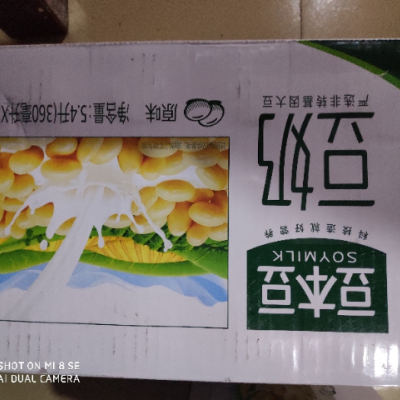 豆本豆
SOYMILK
科技造就好营养
豆奶
严选非转基因大豆
原味
净含量:5.4升(360毫升X
SHOT ON MI 8 SE
AI DUAL CAMERA